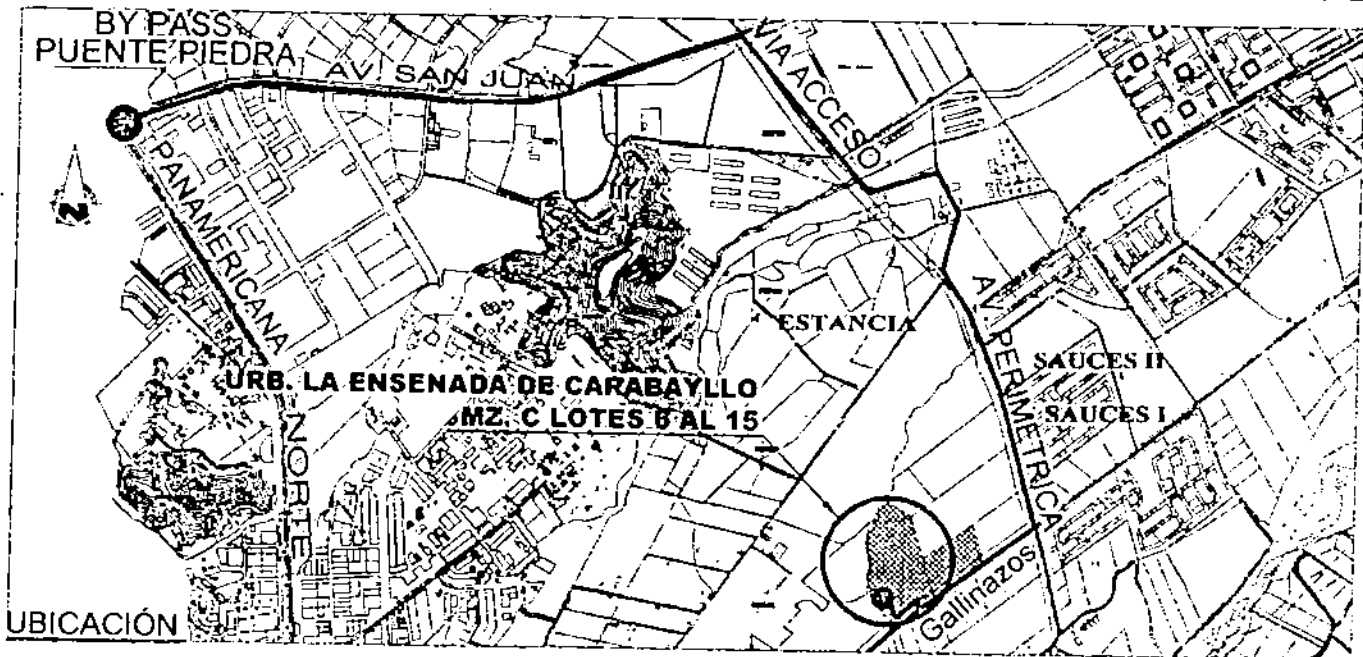 BY PASS
PUENTE PIEDRA
AV. SAN JUAN
VIA ACCESO
PANAMERICANA
NORTE
ESTANCIA
SAUCES II
SAUCES I
AV. PERIMETRICA
URB. LA ENSENADA DE CARABAYLLO
MZ. C LOTES 6 AL 15
Gallinazos
UBICACIÓN
N